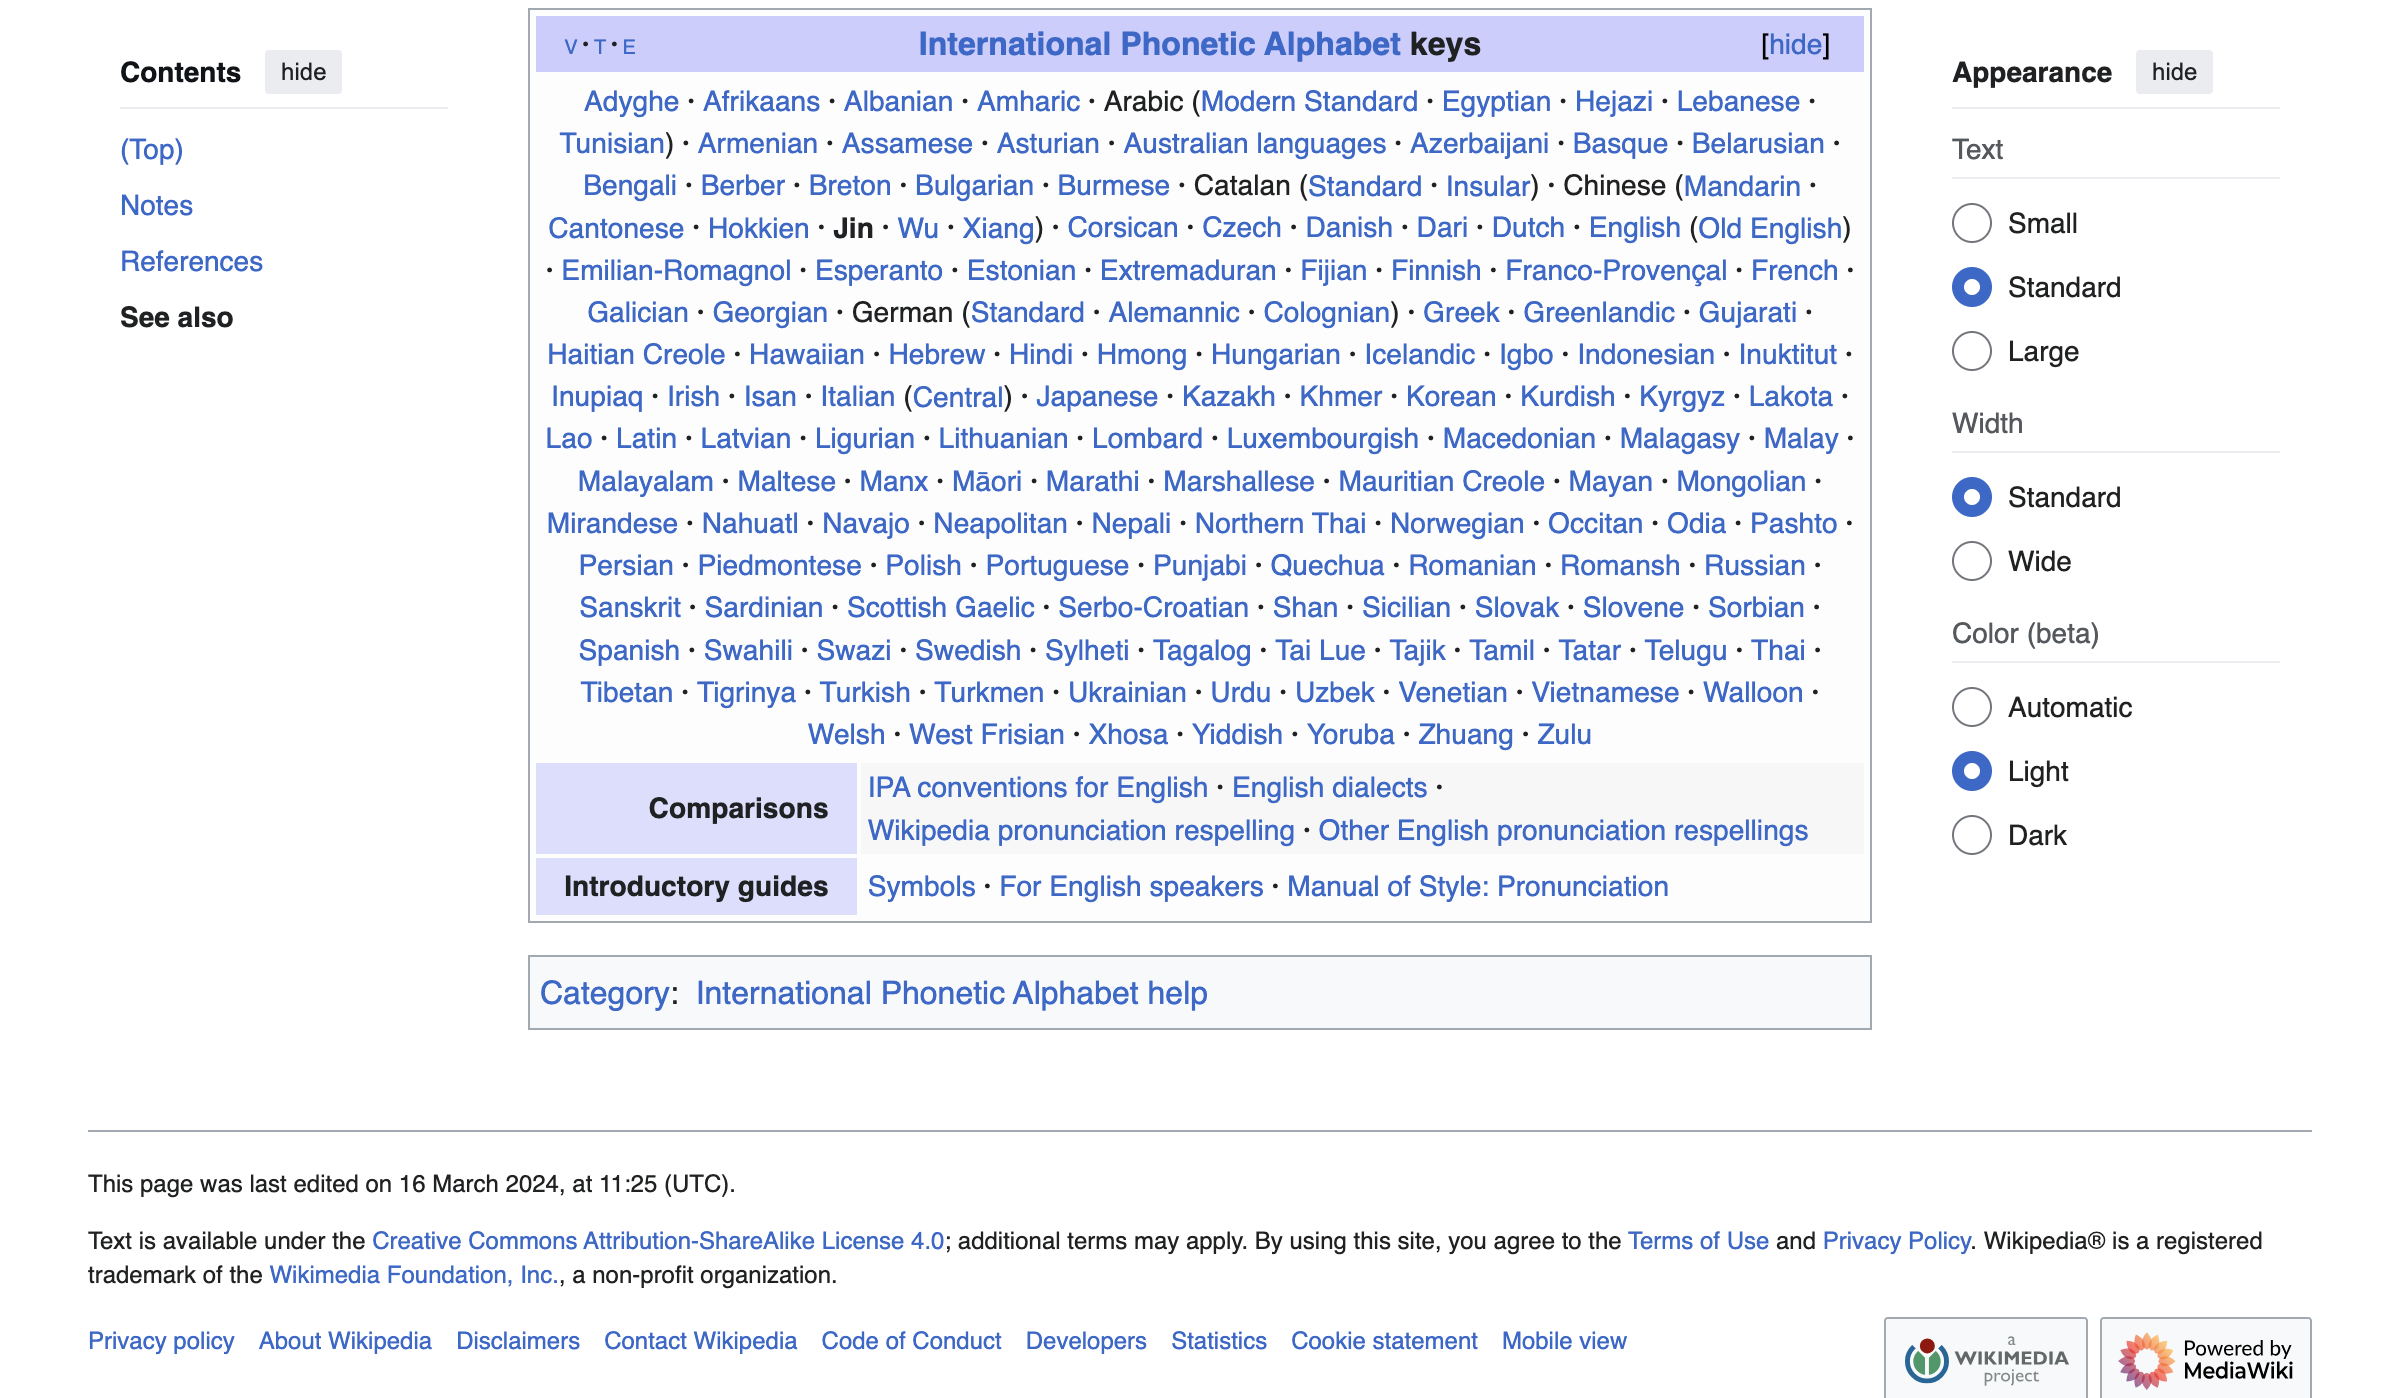 Contents hide
(Top)
Notes
References
See also
V · T · E International Phonetic Alphabet keys [hide]
Adyghe · Afrikaans · Albanian · Amharic · Arabic (Modern Standard · Egyptian · Hejazi · Lebanese ·
Tunisian) · Armenian · Assamese · Asturian · Australian languages · Azerbaijani · Basque · Belarusian ·
Bengali · Berber · Breton · Bulgarian · Burmese · Catalan (Standard · Insular) · Chinese (Mandarin ·
Cantonese · Hokkien · Jin · Wu · Xiang) · Corsican · Czech · Danish · Dari · Dutch · English (Old English)
· Emilian-Romagnol · Esperanto · Estonian · Extremaduran · Fijian · Finnish · Franco-Provençal · French ·
Galician · Georgian · German (Standard · Alemannic · Colognian) · Greek · Greenlandic · Gujarati ·
Haitian Creole · Hawaiian · Hebrew · Hindi · Hmong · Hungarian · Icelandic · Igbo · Indonesian · Inuktitut ·
Inupiaq · Irish · Isan · Italian (Central) · Japanese · Kazakh · Khmer · Korean · Kurdish · Kyrgyz · Lakota ·
Lao · Latin · Latvian · Ligurian · Lithuanian · Lombard · Luxembourgish · Macedonian · Malagasy · Malay ·
Malayalam · Maltese · Manx · Māori · Marathi · Marshallese · Mauritian Creole · Mayan · Mongolian ·
Mirandese · Nahuatl · Navajo · Neapolitan · Nepali · Northern Thai · Norwegian · Occitan · Odia · Pashto ·
Persian · Piedmontese · Polish · Portuguese · Punjabi · Quechua · Romanian · Romansh · Russian ·
Sanskrit · Sardinian · Scottish Gaelic · Serbo-Croatian · Shan · Sicilian · Slovak · Slovene · Sorbian ·
Spanish · Swahili · Swazi · Swedish · Sylheti · Tagalog · Tai Lue · Tajik · Tamil · Tatar · Telugu · Thai ·
Tibetan · Tigrinya · Turkish · Turkmen · Ukrainian · Urdu · Uzbek · Venetian · Vietnamese · Walloon ·
Welsh · West Frisian · Xhosa · Yiddish · Yoruba · Zhuang · Zulu
Comparisons
IPA conventions for English · English dialects ·
Wikipedia pronunciation respelling · Other English pronunciation respellings
Introductory guides
Symbols · For English speakers · Manual of Style: Pronunciation
Category: International Phonetic Alphabet help
Appearance hide
Text
Small
Standard
Large
Width
Standard
Wide
Color (beta)
Automatic
Light
Dark
This page was last edited on 16 March 2024, at 11:25 (UTC).
Text is available under the Creative Commons Attribution-ShareAlike License 4.0; additional terms may apply. By using this site, you agree to the Terms of Use and Privacy Policy. Wikipedia® is a registered
trademark of the Wikimedia Foundation, Inc., a non-profit organization.
Privacy policy About Wikipedia Disclaimers Contact Wikipedia Code of Conduct Developers Statistics Cookie statement Mobile view
a
WIKIMEDIA
project
Powered by
MediaWiki